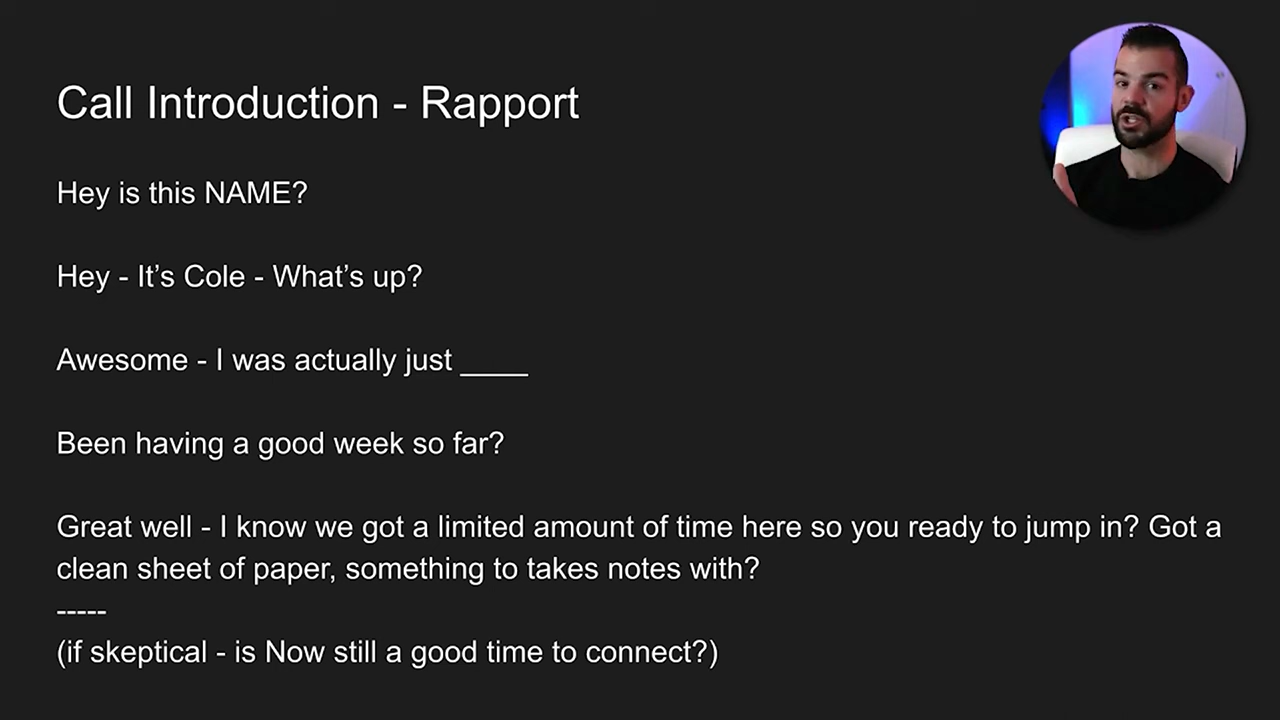 Call Introduction - Rapport
Hey is this NAME?
Hey - It’s Cole - What’s up?
Awesome - I was actually just ____
Been having a good week so far?
Great well - I know we got a limited amount of time here so you ready to jump in? Got a
clean sheet of paper, something to takes notes with?
-----
(if skeptical - is Now still a good time to connect?)